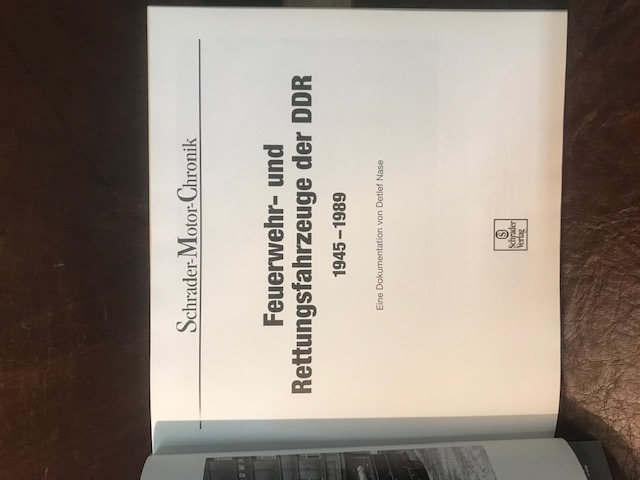 Schrader-Motor-Chronik
Feuerwehr- und
Rettungsfahrzeuge der DDR
1945–1989
Eine Dokumentation von Detlef Nase
S
Schrader
Verlag